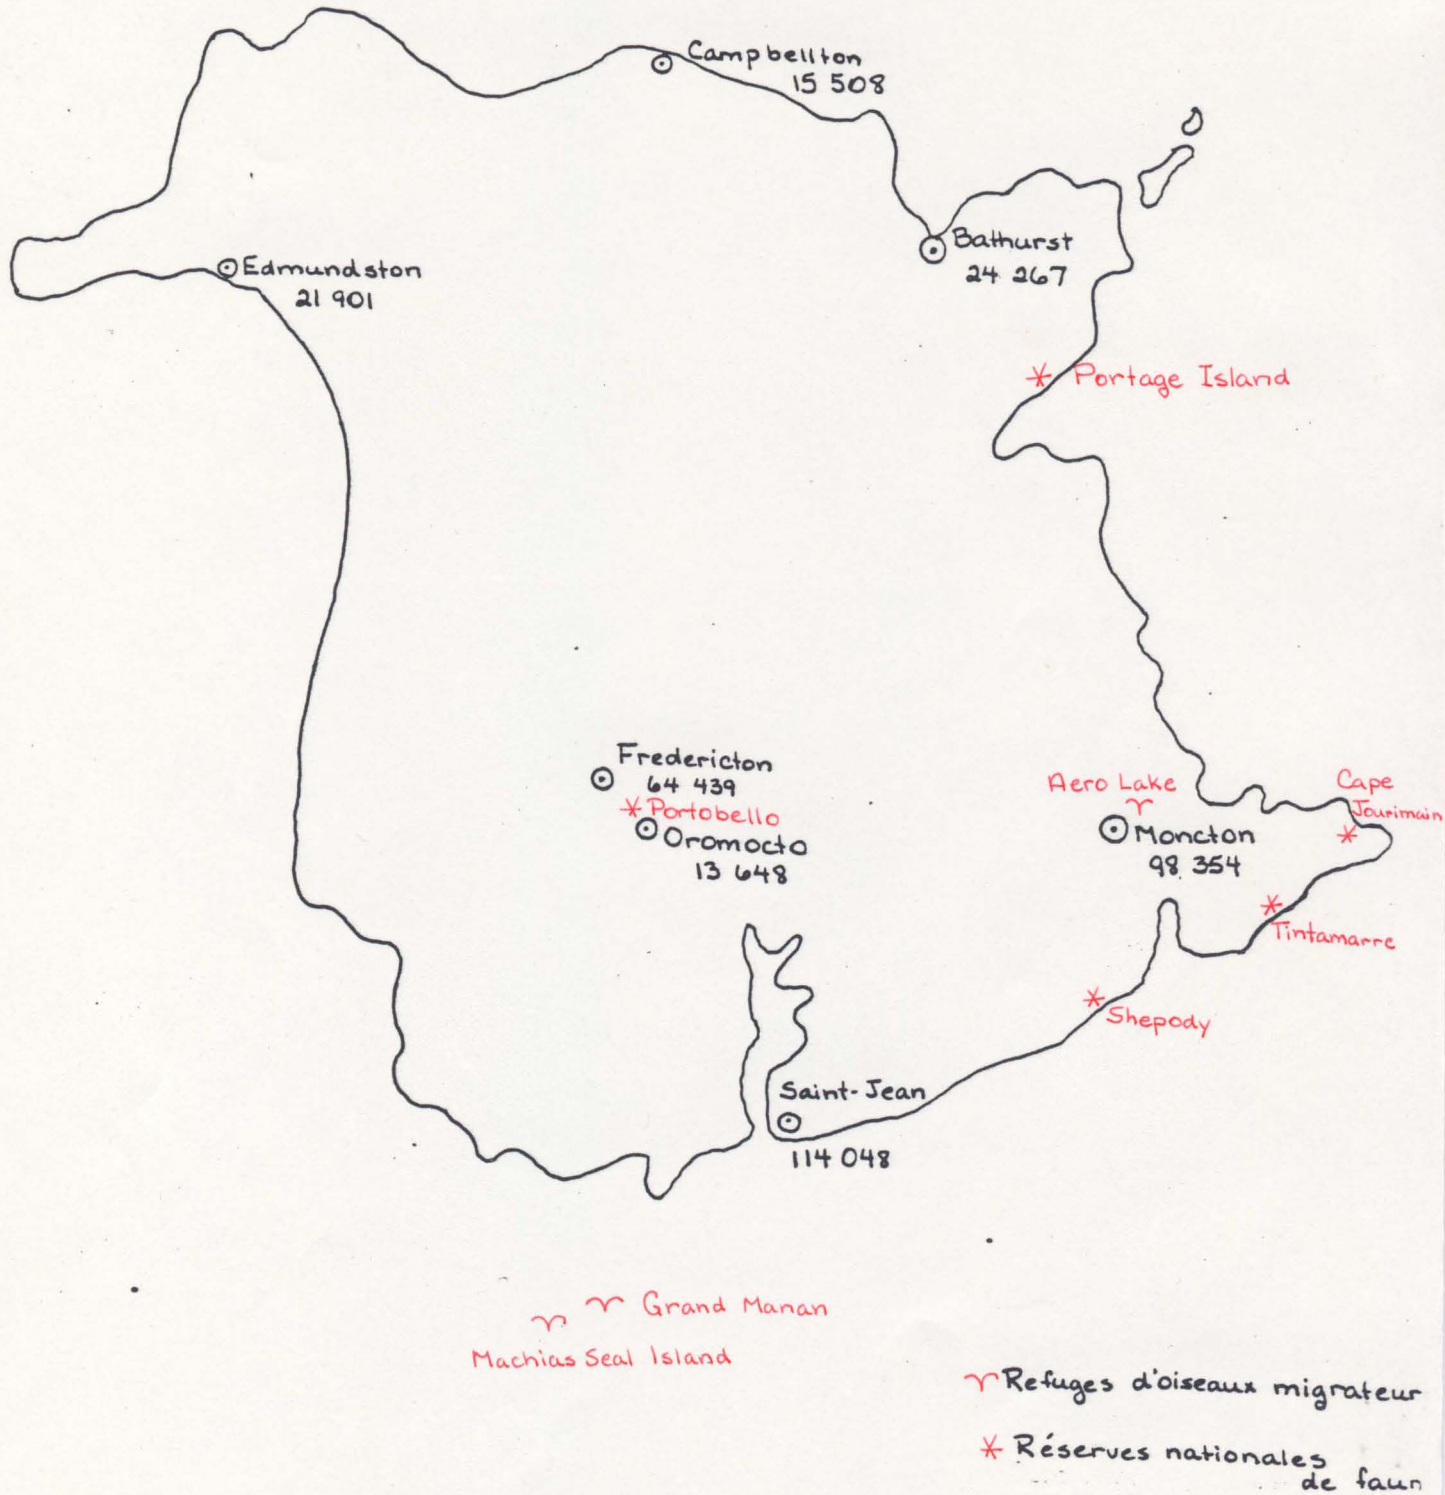 Campbellton
15 508
Bathurst
24 267
Edmundston
21 901
Portage Island
Fredericton
64 439
Portobello
Oromocto
13 648
Aero Lake
Moncton
98 354
Cape
Jourimain
Tintamarre
Shepody
Saint-Jean
114 048
Grand Manan
Machias Seal Island
Refuges d'oiseaux migrateur
Réserves nationales
de faun